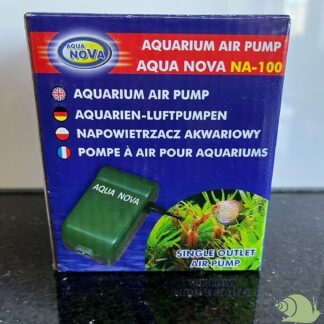 AQUA
NOVA
AQUARIUM AIR PUMP
AQUA NOVA NA-100
AQUARIUM AIR PUMP
AQUARIEN-LUFTPUMPEN
NAPOWIETRZACZ AKWARIOWY
POMPE À AIR POUR AQUARIUMS
AQUA NOVA
SINGLE OUTLET
AIR PUMP